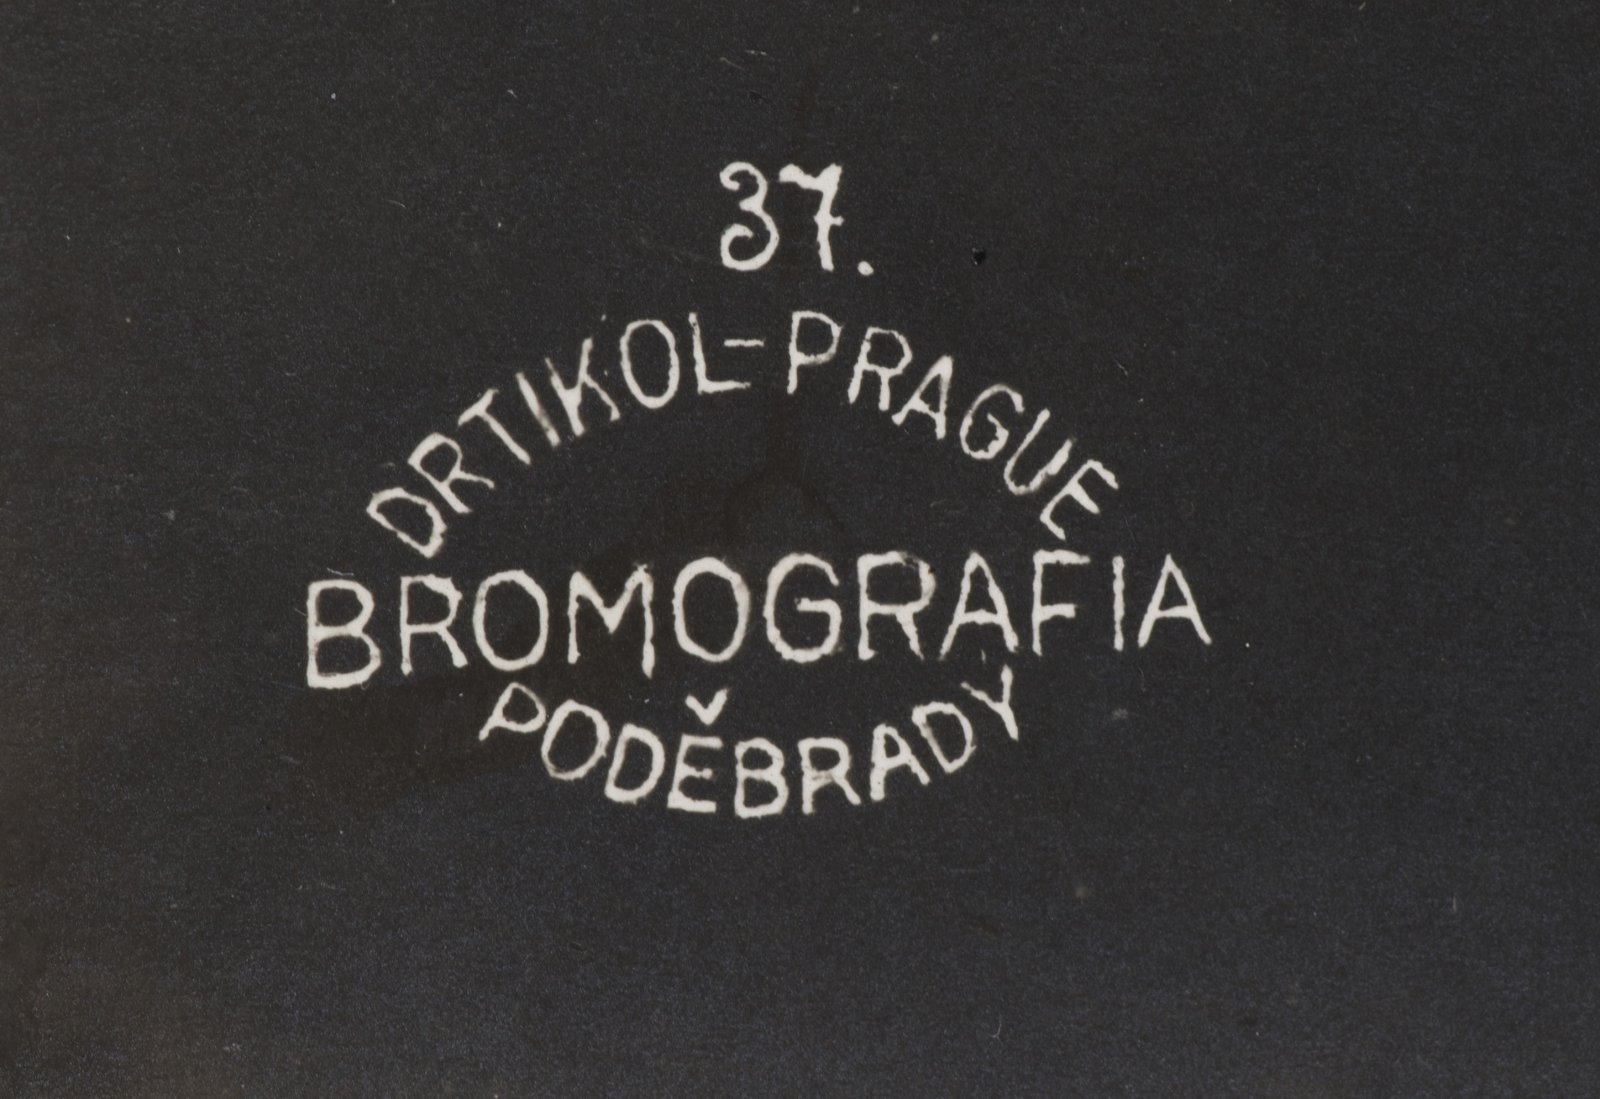 37.
DRTIKOL-PRAGUE
BROMOGRAFIA
PODĚBRADY